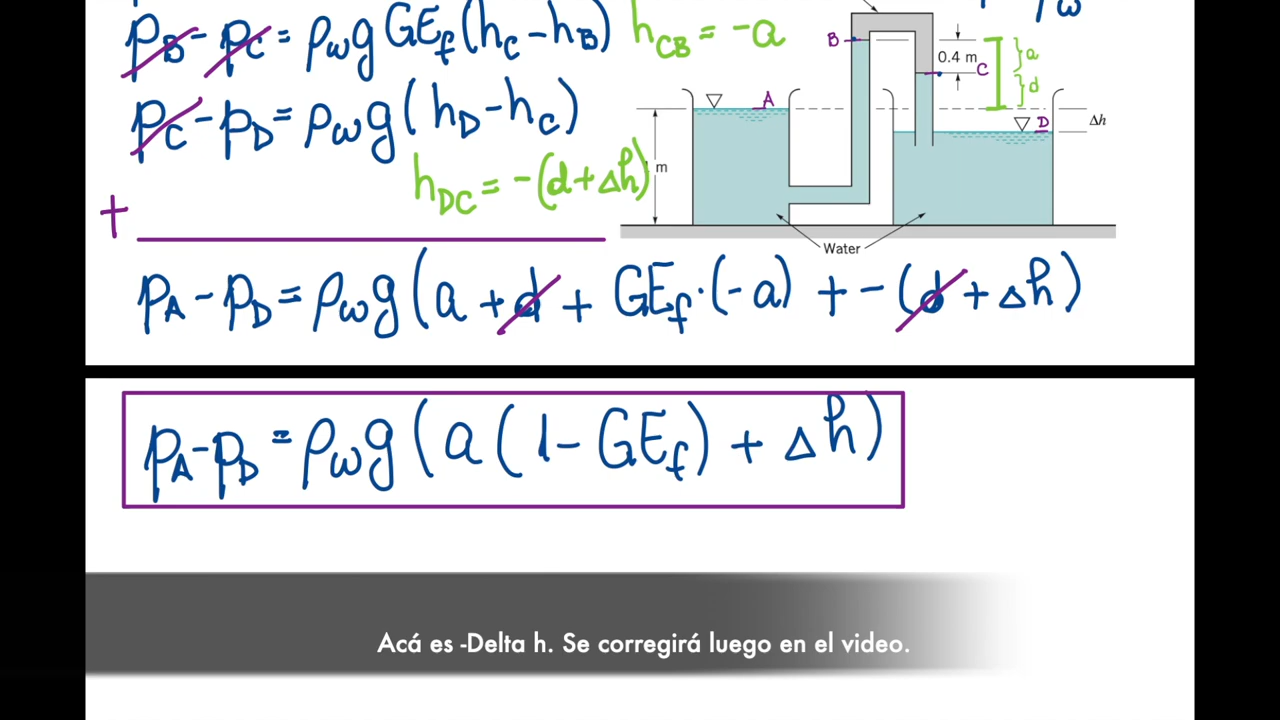 p_B - p_C = ρ_w g GE_f (h_C - h_B)
h_CB = -a
p_C - p_D = ρ_w g (h_D - h_C)
h_DC = -(d + Δh)
+
B
0.4 m
C
a
d
A
D
Δh
m
Water
p_A - p_D = ρ_w g (a + d + GE_f · (-a) + -(d + Δh)
p_A - p_D = ρ_w g (a (1 - GE_f) + Δh)
Acá es -Delta h. Se corregirá luego en el video.